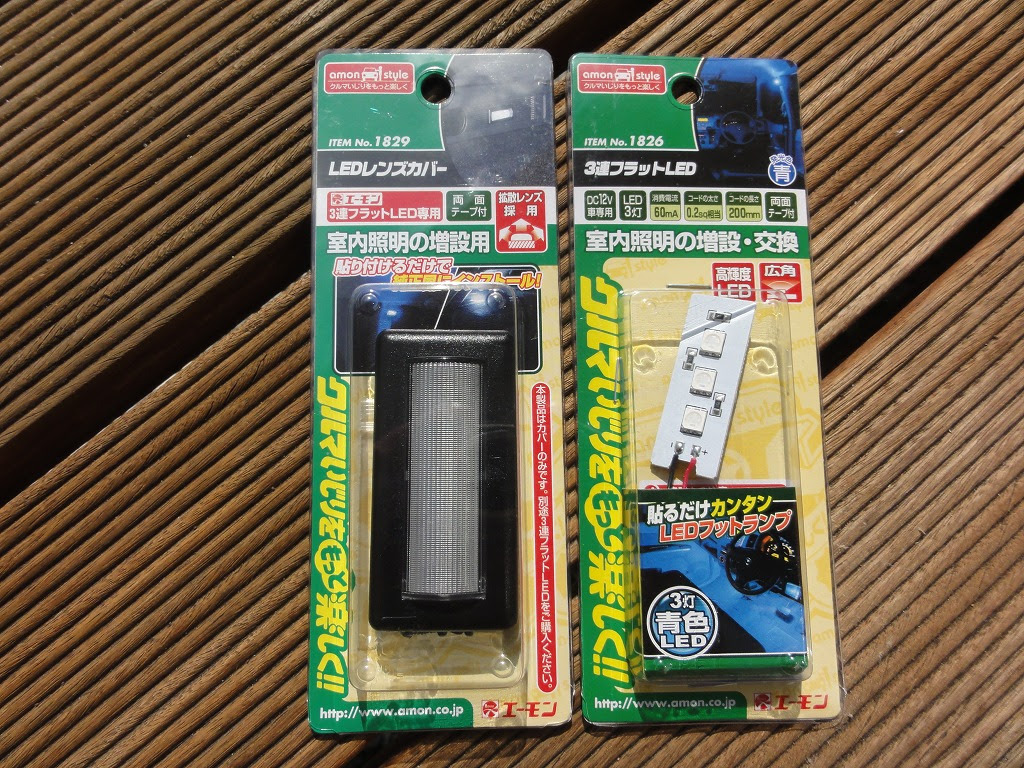 amon style
クルマいじりをもっと楽しく
ITEM No.1829
LEDレンズカバー
エーモン
3連フラットLED専用
両面
テープ付
拡散レンズ
採用
室内照明の増設用
貼り付けるだけで
クルマいじりをもっと楽しく!!
本製品はカバーのみです。別途3連フラットLEDをご購入ください。
http://www.amon.co.jp
エーモン
amon style
クルマいじりをもっと楽しく
ITEM No.1826
3連フラットLED
発光色
青
DC12V
車専用
LED
3灯
消費電流
60mA
コードの太さ
0.2sq相当
コードの長さ
200mm
両面
テープ付
室内照明の増設・交換
高輝度
LED
広角
クルマいじりをもっと楽しく!!
+
貼るだけカンタン
LEDフットランプ
3灯
青色
LED
http://www.amon.co.jp
エーモン